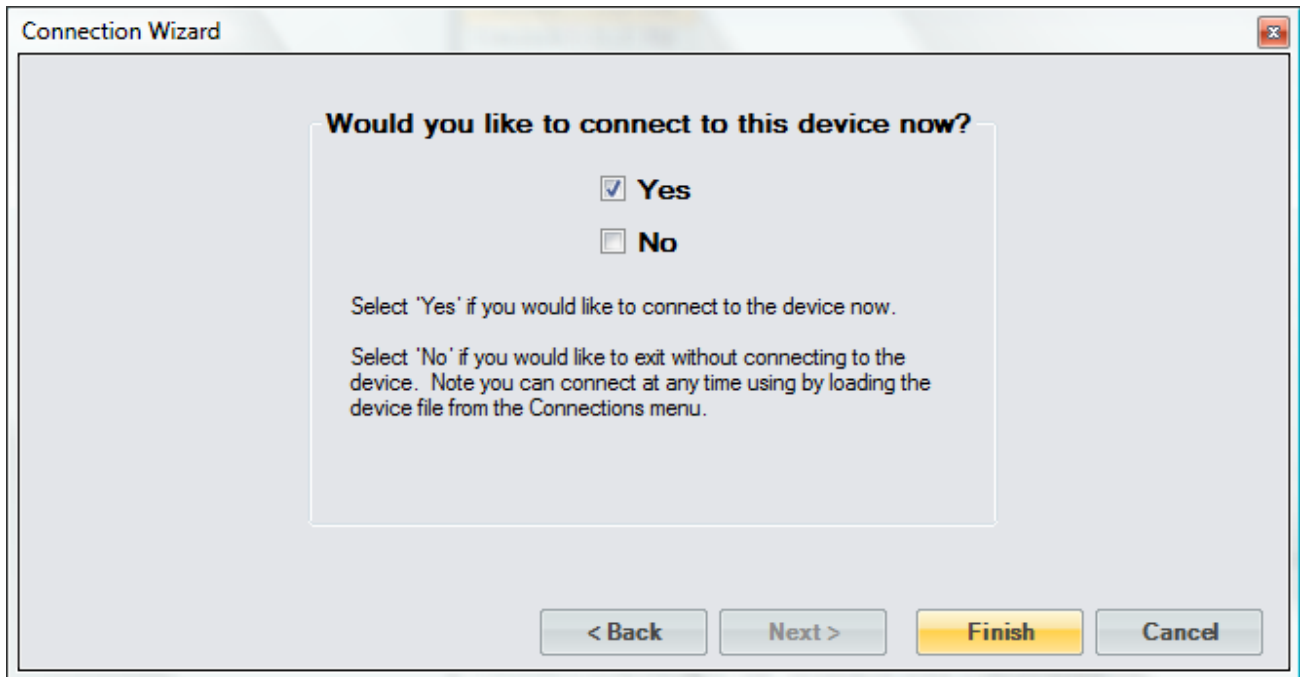 Connection Wizard
Would you like to connect to this device now?
Yes
No
Select 'Yes' if you would like to connect to the device now.
Select 'No' if you would like to exit without connecting to the
device.  Note you can connect at any time using by loading the
device file from the Connections menu.
< Back
Next >
Finish
Cancel